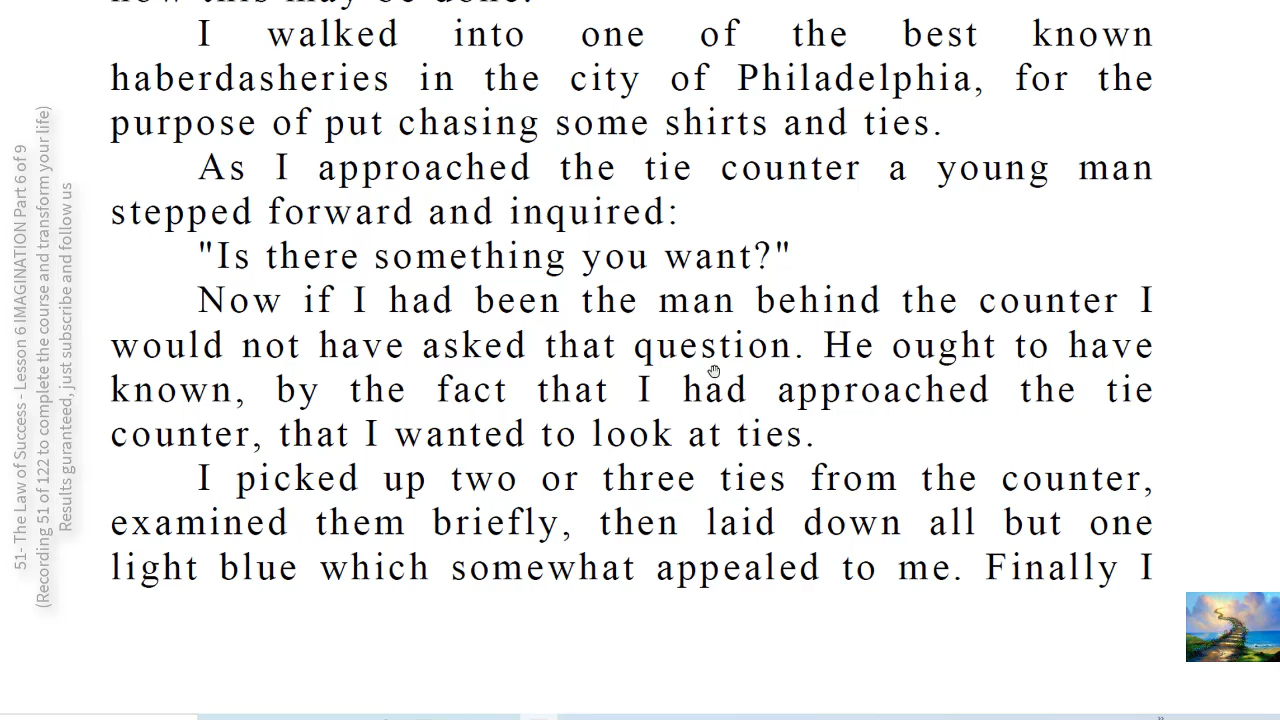 how this may be done.
I walked into one of the best known
haberdasheries in the city of Philadelphia, for the
purpose of put chasing some shirts and ties.
As I approached the tie counter a young man
stepped forward and inquired:
"Is there something you want?"
Now if I had been the man behind the counter I
would not have asked that question. He ought to have
known, by the fact that I had approached the tie
counter, that I wanted to look at ties.
I picked up two or three ties from the counter,
examined them briefly, then laid down all but one
light blue which somewhat appealed to me. Finally I
51- The Law of Success - Lesson 6 IMAGINATION Part 6 of 9
(Recording 51 of 122 to complete the course and transform your life)
Results guranteed, just subscribe and follow us